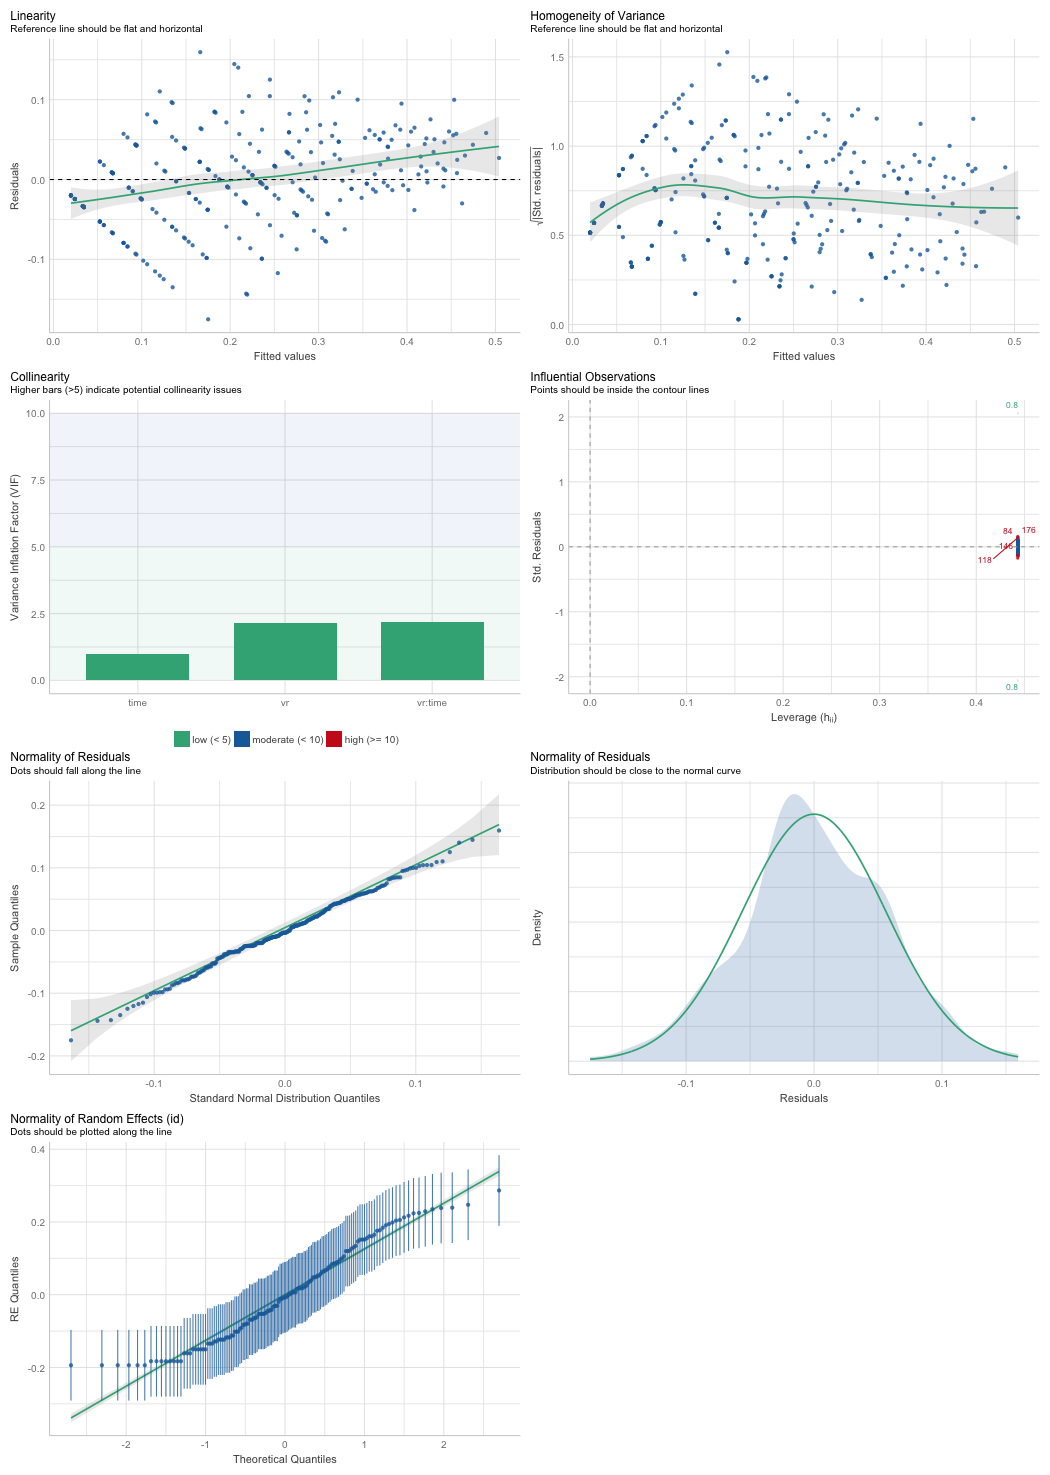 Linearity
Reference line should be flat and horizontal
Residuals
0.1
0.0
-0.1
0.0 0.1 0.2 0.3 0.4 0.5
Fitted values
Homogeneity of Variance
Reference line should be flat and horizontal
√|Std. residuals|
1.5
1.0
0.5
0.0
0.0 0.1 0.2 0.3 0.4 0.5
Fitted values
Collinearity
Higher bars (>5) indicate potential collinearity issues
Variance Inflation Factor (VIF)
10.0
7.5
5.0
2.5
0.0
time vr vr:time
low (< 5) moderate (< 10) high (>= 10)
Influential Observations
Points should be inside the contour lines
Std. Residuals
2
1
0
-1
-2
0.8
84 176
146
118
0.8
0.0 0.1 0.2 0.3 0.4
Leverage (hii)
Normality of Residuals
Dots should fall along the line
Sample Quantiles
0.2
0.1
0.0
-0.1
-0.2
-0.1 0.0 0.1
Standard Normal Distribution Quantiles
Normality of Residuals
Distribution should be close to the normal curve
Density
-0.1 0.0 0.1
Residuals
Normality of Random Effects (id)
Dots should be plotted along the line
RE Quantiles
0.4
0.2
0.0
-0.2
-2 -1 0 1 2
Theoretical Quantiles